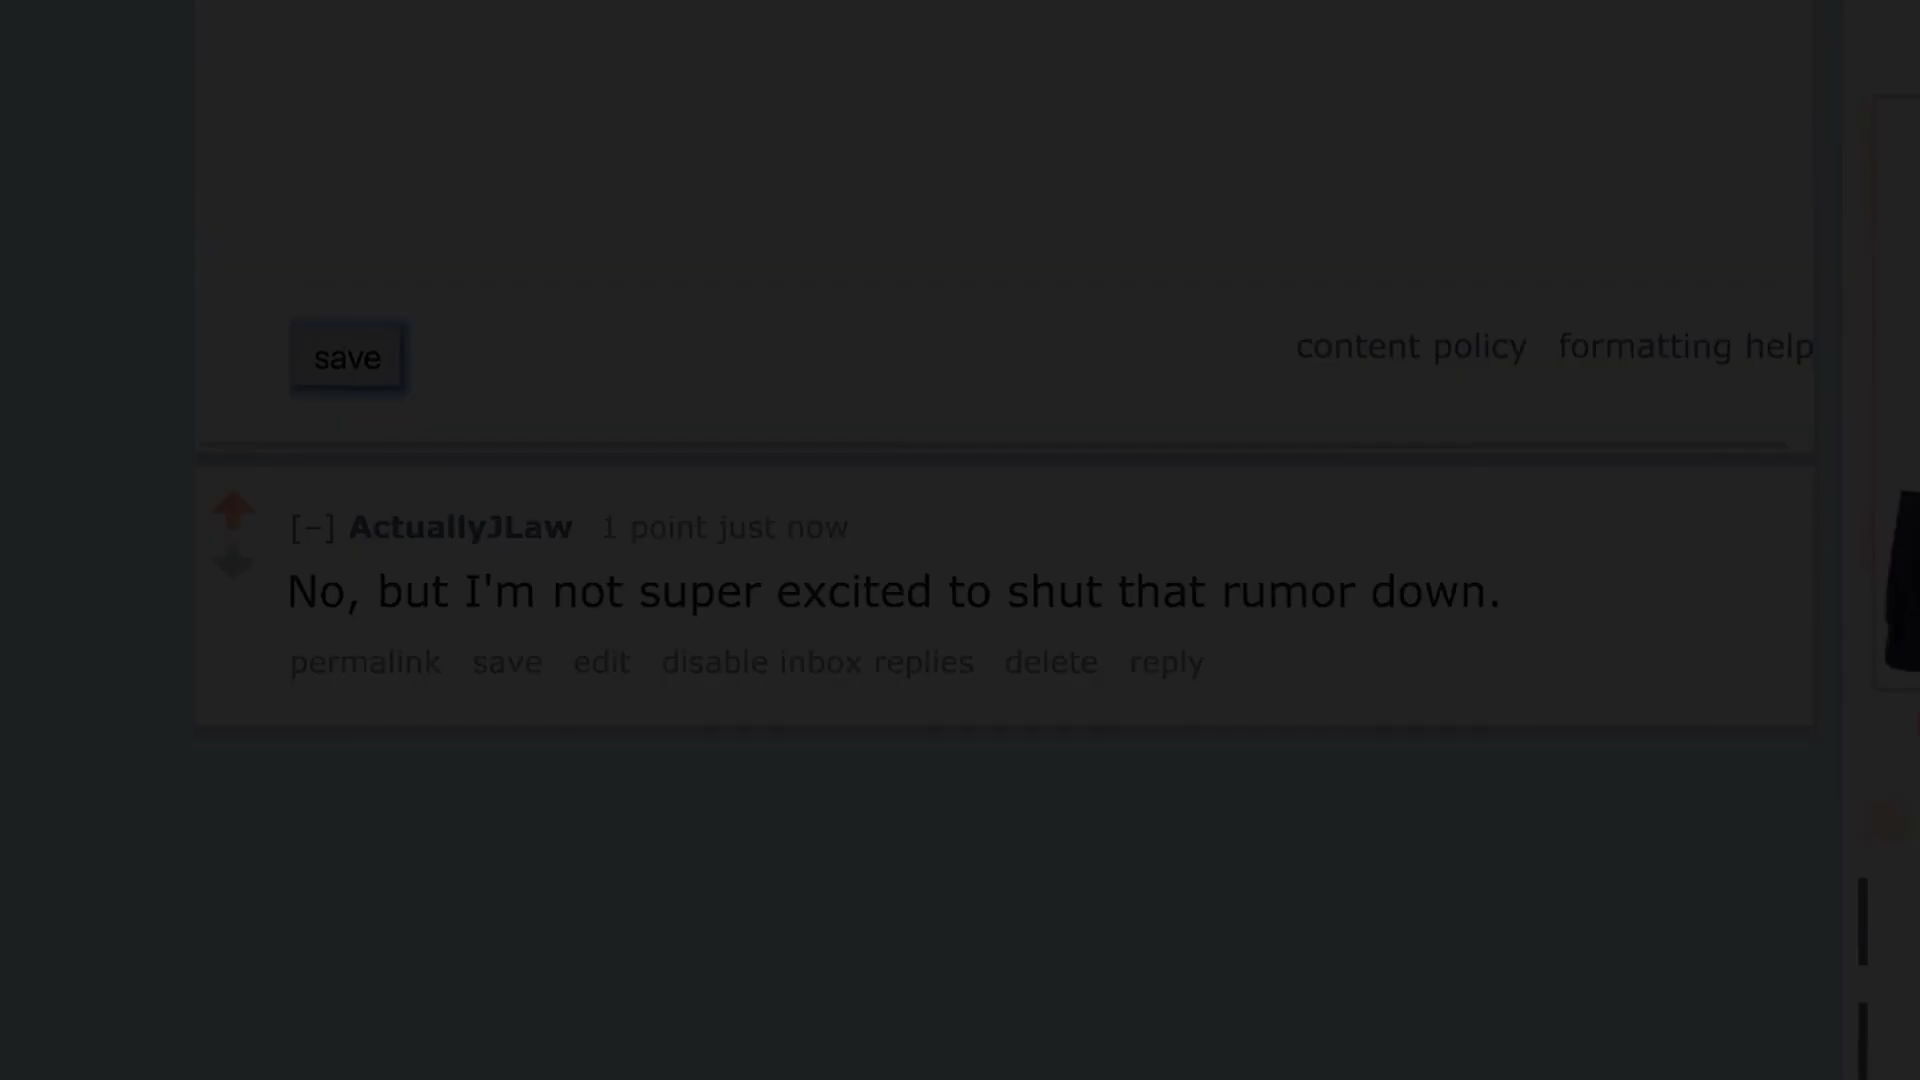 save
content policy formatting help
[–] ActuallyJLaw 1 point just now
No, but I'm not super excited to shut that rumor down.
permalink save edit disable inbox replies delete reply